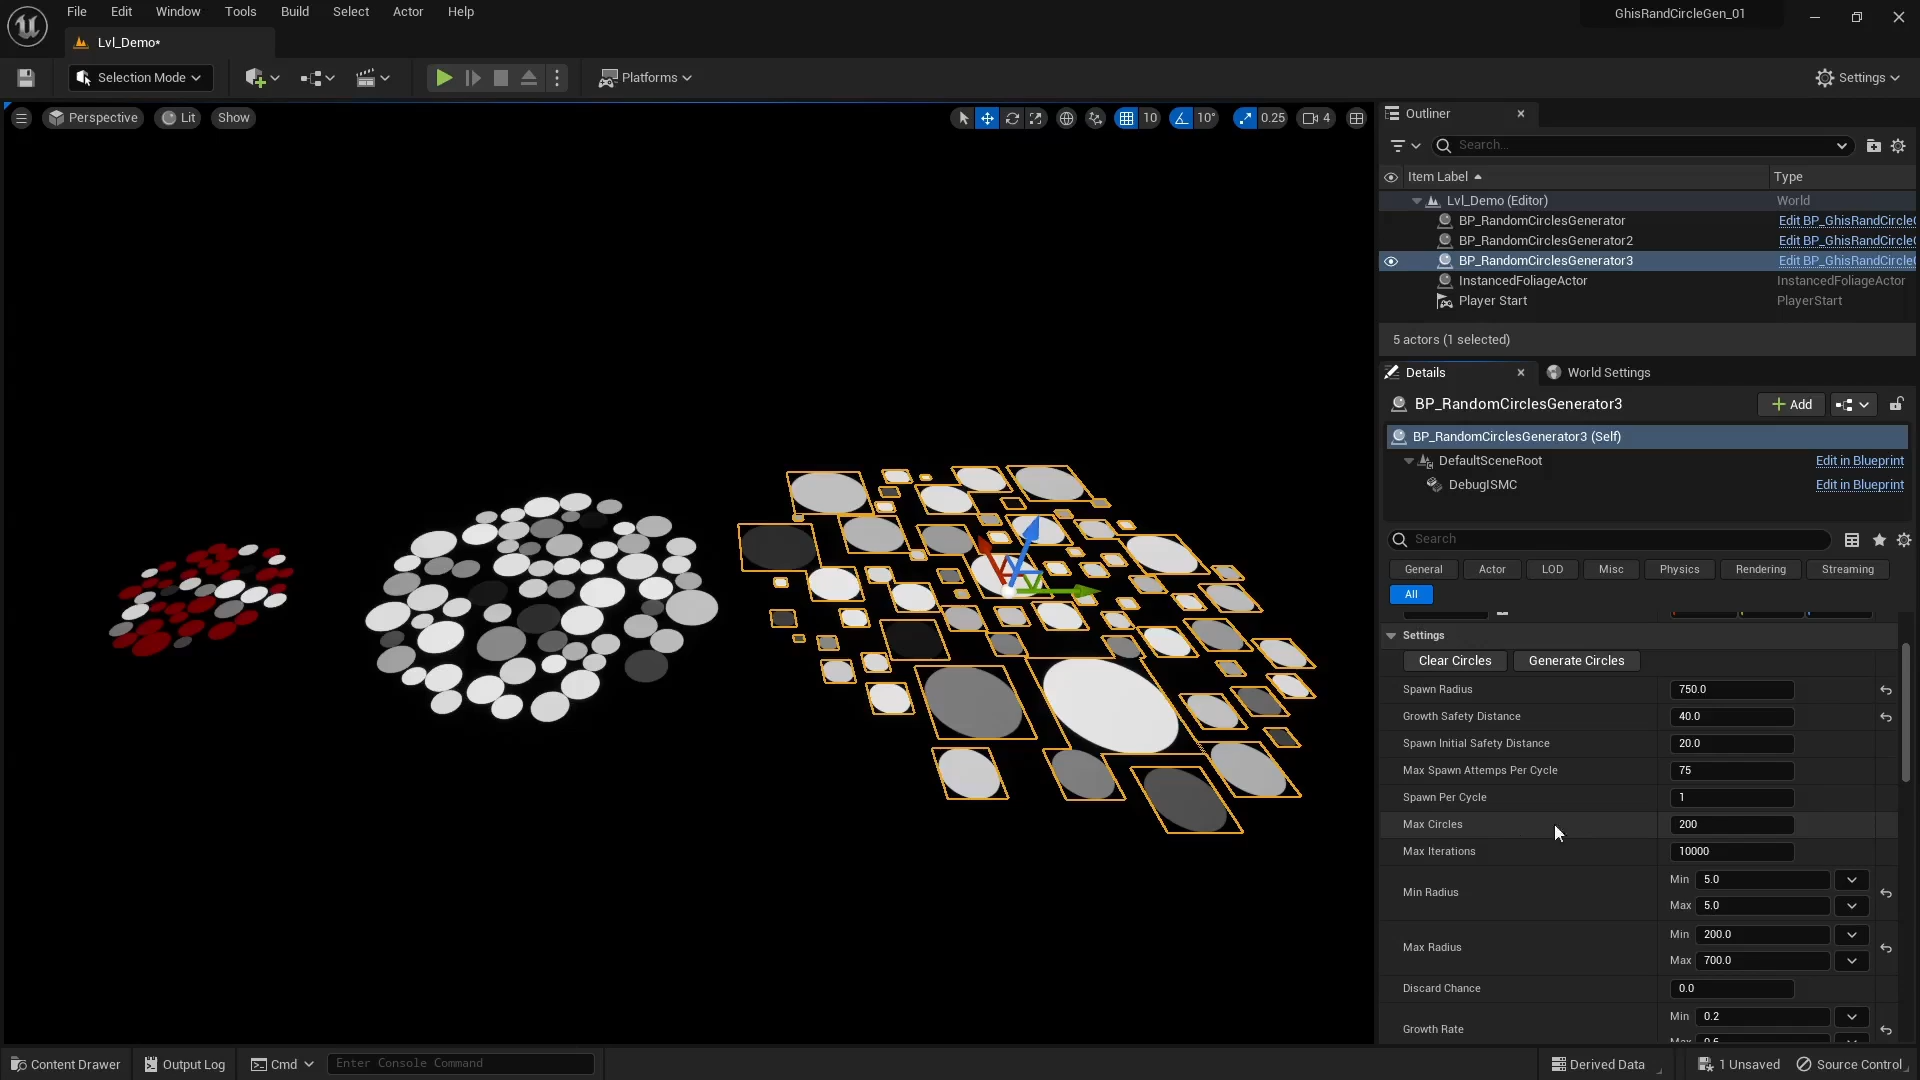 File Edit Window Tools Build Select Actor Help
GhisRandCircleGen_01
Lvl_Demo*
Selection Mode
Platforms
Settings
Perspective Lit Show
10 10° 0.25 4
Outliner
Search...
Item Label Type
Lvl_Demo (Editor) World
BP_RandomCirclesGenerator Edit BP_GhisRandCircle
BP_RandomCirclesGenerator2 Edit BP_GhisRandCircle
BP_RandomCirclesGenerator3 Edit BP_GhisRandCircle
InstancedFoliageActor InstancedFoliageActor
Player Start PlayerStart
5 actors (1 selected)
Details World Settings
BP_RandomCirclesGenerator3 Add
BP_RandomCirclesGenerator3 (Self)
DefaultSceneRoot Edit in Blueprint
DebugISMC Edit in Blueprint
Search
General Actor LOD Misc Physics Rendering Streaming
All
Settings
Clear Circles Generate Circles
Spawn Radius 750.0
Growth Safety Distance 40.0
Spawn Initial Safety Distance 20.0
Max Spawn Attemps Per Cycle 75
Spawn Per Cycle 1
Max Circles 200
Max Iterations 10000
Min Radius Min 5.0
Max 5.0
Max Radius Min 200.0
Max 700.0
Discard Chance 0.0
Growth Rate Min 0.2
Content Drawer Output Log Cmd Enter Console Command
Derived Data 1 Unsaved Source Control